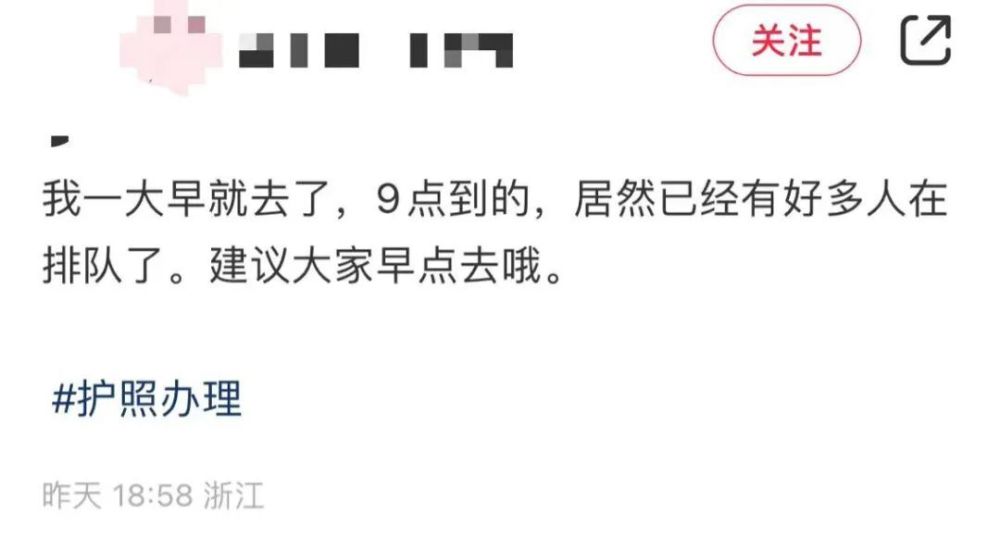 关注
我一大早就去了，9点到的，居然已经有好多人在
排队了。建议大家早点去哦。
#护照办理
昨天 18:58 浙江